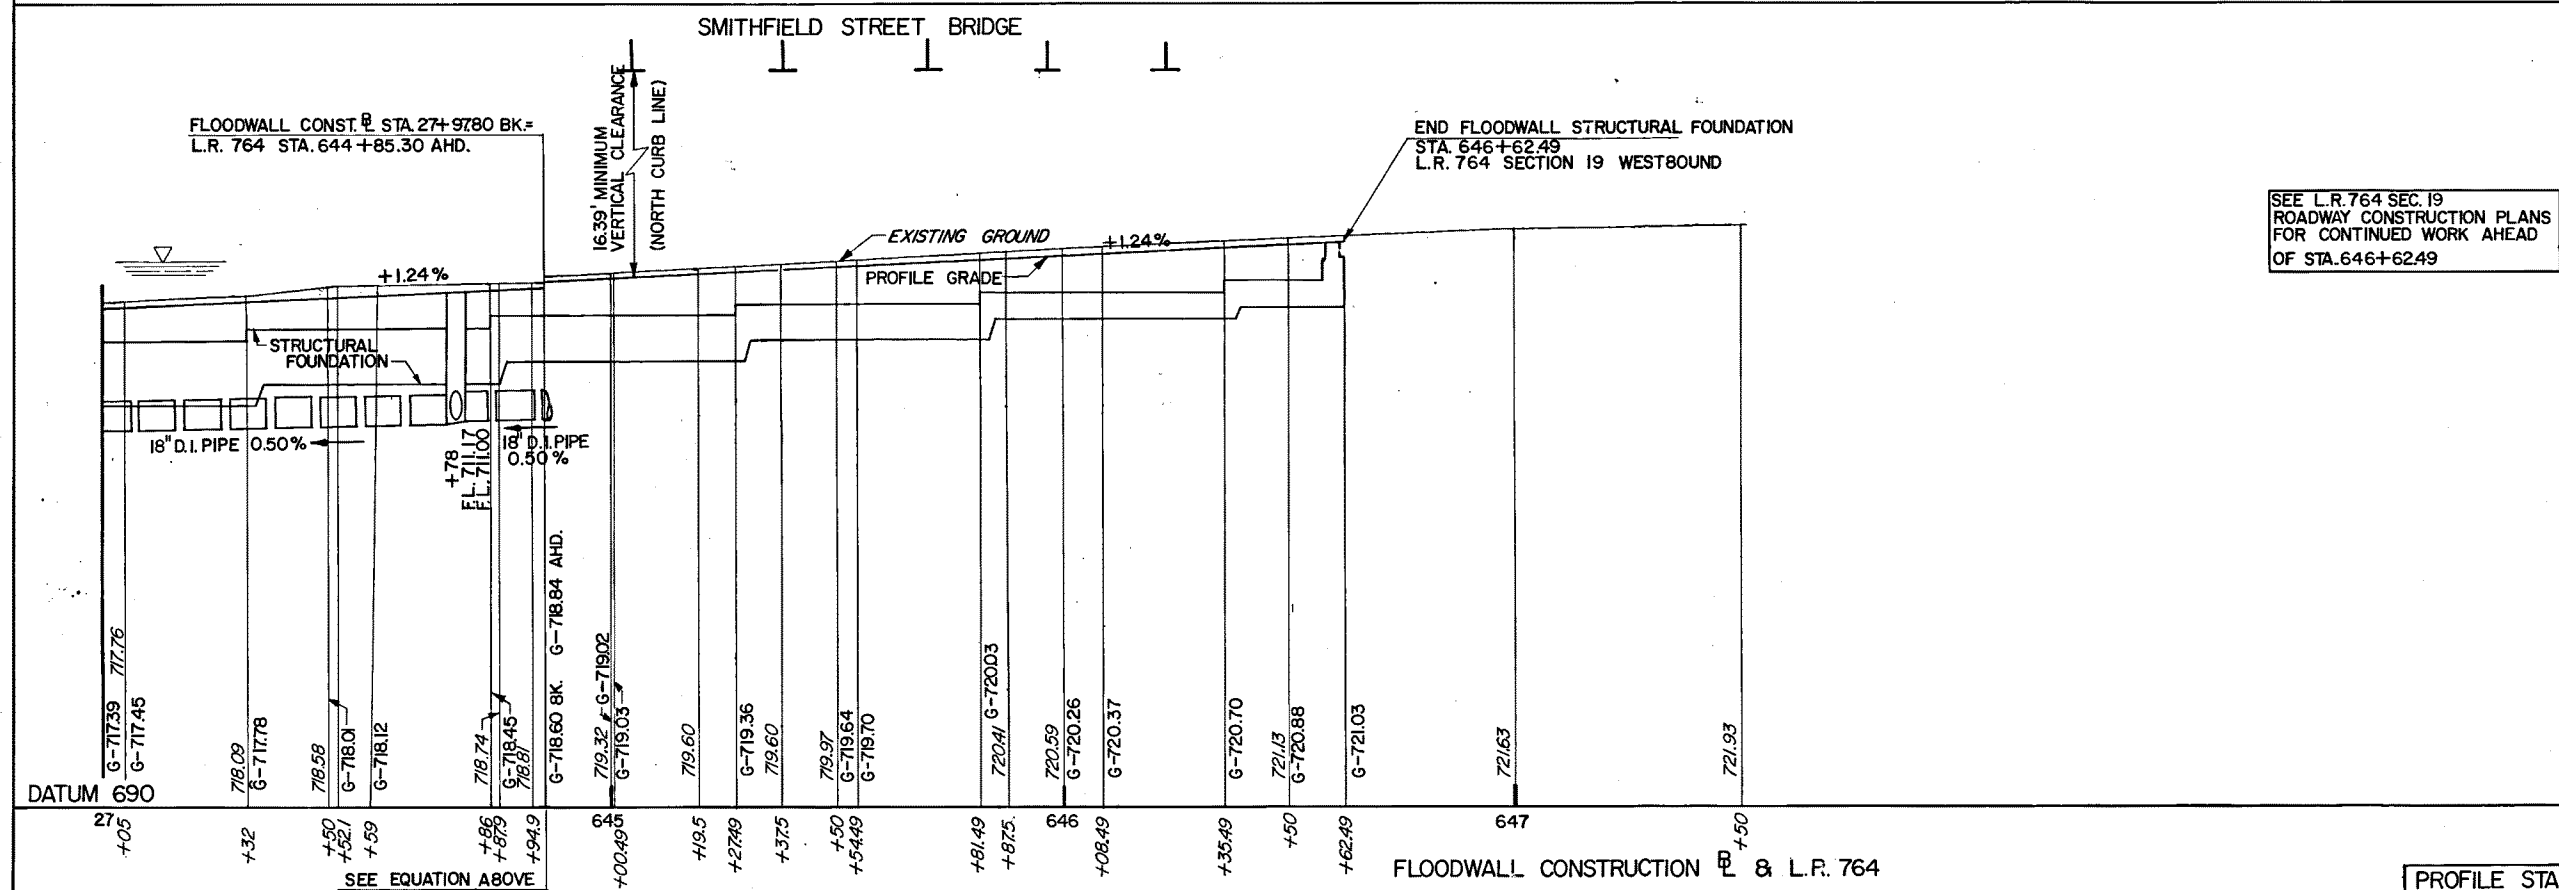 SMITHFIELD STREET BRIDGE
16.39' MINIMUM
VERTICAL CLEARANCE
(NORTH CURB LINE)
FLOODWALL CONST. BL STA. 27+97.80 BK.=
L.R. 764 STA. 644+85.30 AHD.
END FLOODWALL STRUCTURAL FOUNDATION
STA. 646+62.49
L.R. 764 SECTION 19 WESTBOUND
SEE L.R. 764 SEC. 19
ROADWAY CONSTRUCTION PLANS
FOR CONTINUED WORK AHEAD
OF STA. 646+62.49
+1.24%
EXISTING GROUND
+1.24%
PROFILE GRADE
STRUCTURAL
FOUNDATION
18" D.I. PIPE 0.50%
+78
F.L. 711.17
F.L. 711.00
18" D.I. PIPE
0.50%
G-717.39
717.76
G-717.45
718.09
G-717.78
718.58
G-718.01
G-718.12
718.74
G-718.45
718.81
G-718.60 BK. G-718.84 AHD.
719.32
G-719.02
G-719.03
719.60
G-719.36
719.60
719.97
G-719.64
G-719.70
720.41
G-720.03
720.59
G-720.26
G-720.37
G-720.70
721.13
G-720.88
G-721.03
721.63
721.93
DATUM 690
27
+05
+32
+50
+52.1
+59
+86
+87.9
+94.9
645
+00.49
+19.5
+27.49
+37.5
+50
+54.49
+81.49
+87.5
646
+08.49
+35.49
+50
+62.49
647
+50
SEE EQUATION ABOVE
FLOODWALL CONSTRUCTION BL & L.R. 764
PROFILE STA